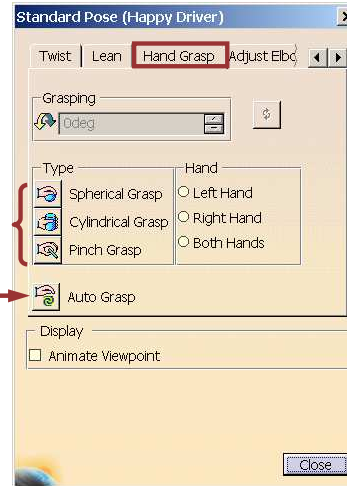 Standard Pose (Happy Driver)
Twist Lean Hand Grasp Adjust Elbo
Grasping
0deg
Type Hand
Spherical Grasp Left Hand
Cylindrical Grasp Right Hand
Pinch Grasp Both Hands
Auto Grasp
Display
Animate Viewpoint
Close